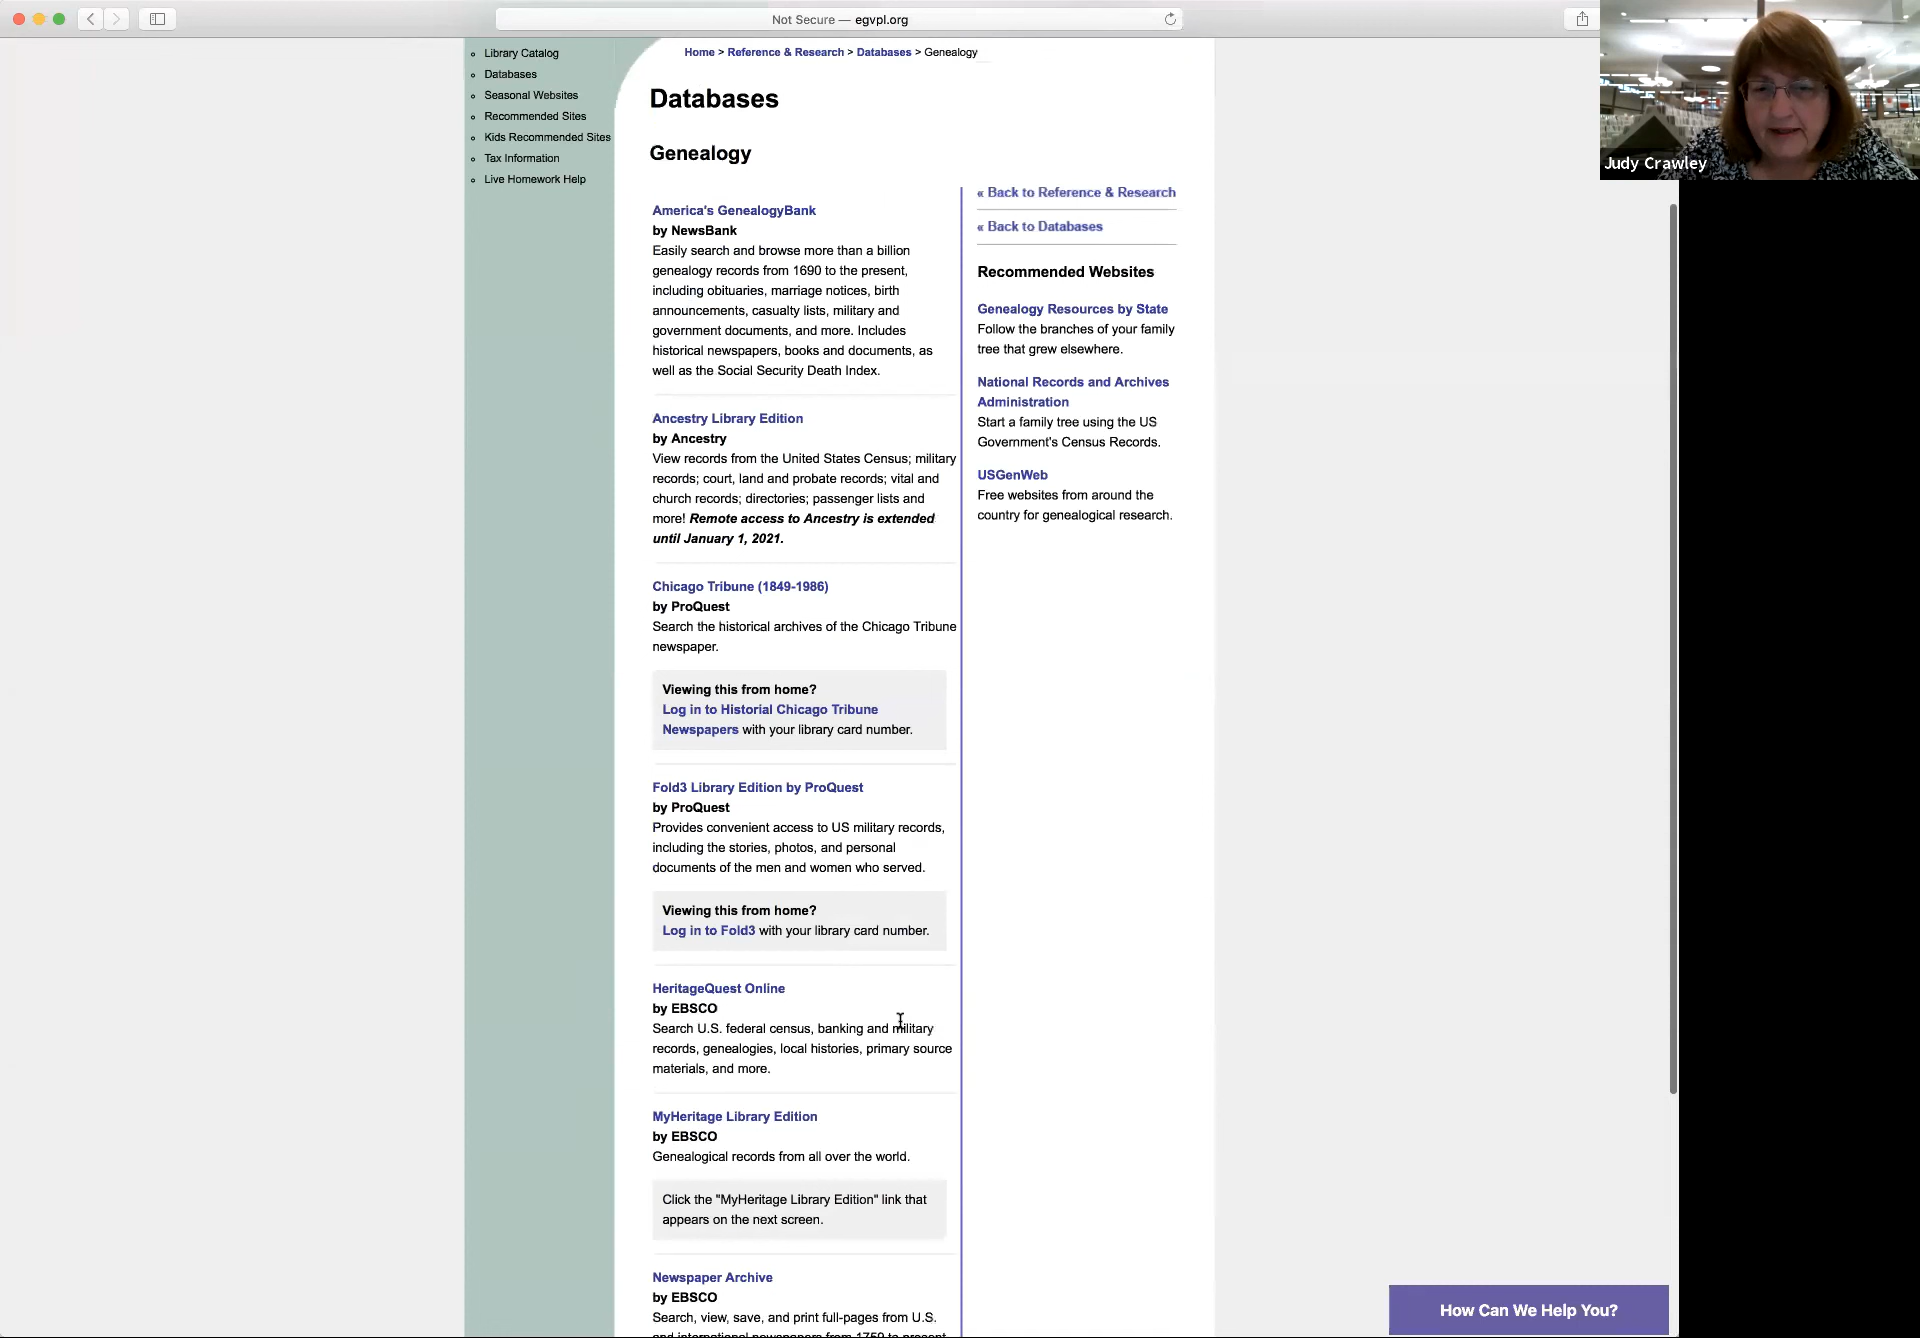 Not Secure — egvpl.org
Judy Crawley
Library Catalog
Databases
Seasonal Websites
Recommended Sites
Kids Recommended Sites
Tax Information
Live Homework Help
Home > Reference & Research > Databases > Genealogy
Databases
Genealogy
America's GenealogyBank
by NewsBank
Easily search and browse more than a billion
genealogy records from 1690 to the present,
including obituaries, marriage notices, birth
announcements, casualty lists, military and
government documents, and more. Includes
historical newspapers, books and documents, as
well as the Social Security Death Index.
Ancestry Library Edition
by Ancestry
View records from the United States Census; military
records; court, land and probate records; vital and
church records; directories; passenger lists and
more! Remote access to Ancestry is extended
until January 1, 2021.
Chicago Tribune (1849-1986)
by ProQuest
Search the historical archives of the Chicago Tribune
newspaper.
Viewing this from home?
Log in to Historial Chicago Tribune
Newspapers with your library card number.
Fold3 Library Edition by ProQuest
by ProQuest
Provides convenient access to US military records,
including the stories, photos, and personal
documents of the men and women who served.
Viewing this from home?
Log in to Fold3 with your library card number.
HeritageQuest Online
by EBSCO
Search U.S. federal census, banking and military
records, genealogies, local histories, primary source
materials, and more.
MyHeritage Library Edition
by EBSCO
Genealogical records from all over the world.
Click the "MyHeritage Library Edition" link that
appears on the next screen.
Newspaper Archive
by EBSCO
Search, view, save, and print full-pages from U.S.
and international newspapers from 1759 to present
« Back to Reference & Research
« Back to Databases
Recommended Websites
Genealogy Resources by State
Follow the branches of your family
tree that grew elsewhere.
National Records and Archives
Administration
Start a family tree using the US
Government's Census Records.
USGenWeb
Free websites from around the
country for genealogical research.
How Can We Help You?